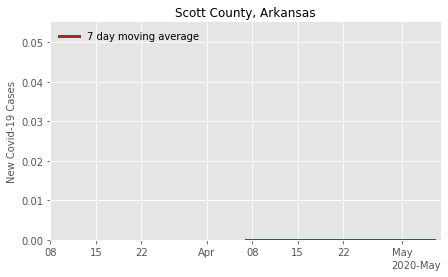 Scott County, Arkansas
7 day moving average
New Covid-19 Cases
0.05
0.04
0.03
0.02
0.01
0.00
08 15 22 Apr 08 15 22 May
2020-May